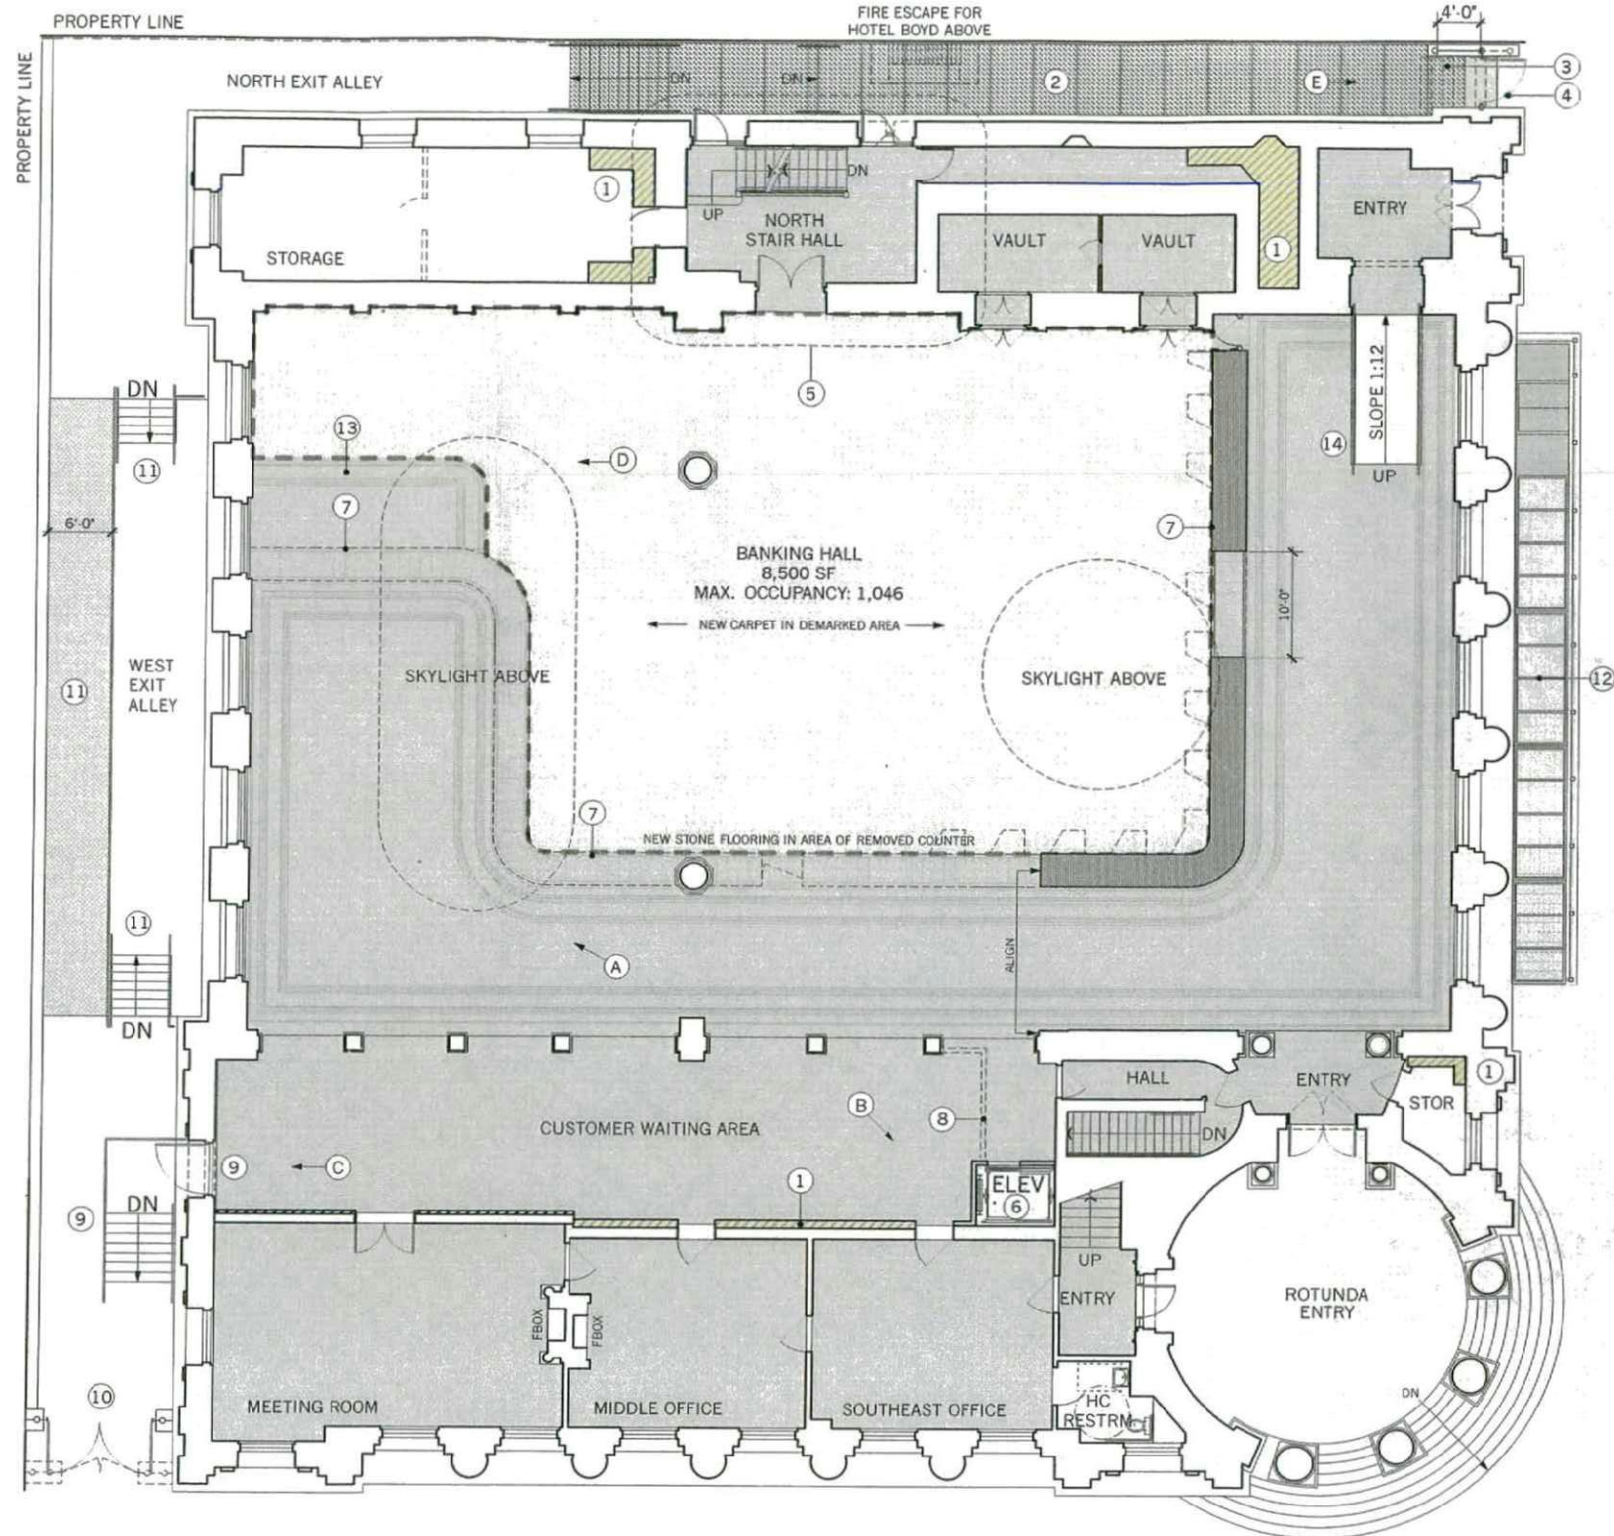 PROPERTY LINE
FIRE ESCAPE FOR
HOTEL BOYD ABOVE
4'-0"
PROPERTY LINE
NORTH EXIT ALLEY
DN
DN
2
E
3
4
1
UP
DN
NORTH
STAIR HALL
STORAGE
VAULT
VAULT
1
ENTRY
DN
5
SLOPE 1:12
14
UP
13
11
D
7
6'-0"
7
BANKING HALL
8,500 SF
MAX. OCCUPANCY: 1,046
NEW CARPET IN DEMARKED AREA
10'-0"
WEST
EXIT
ALLEY
11
SKYLIGHT ABOVE
SKYLIGHT ABOVE
12
7
NEW STONE FLOORING IN AREA OF REMOVED COUNTER
11
A
ALIGN
DN
HALL
ENTRY
1
STOR
CUSTOMER WAITING AREA
B
8
DN
9
C
1
ELEV
6
DN
9
UP
ENTRY
ROTUNDA
ENTRY
FBOX
FBOX
10
MEETING ROOM
MIDDLE OFFICE
SOUTHEAST OFFICE
HC
RESTRM.
DN